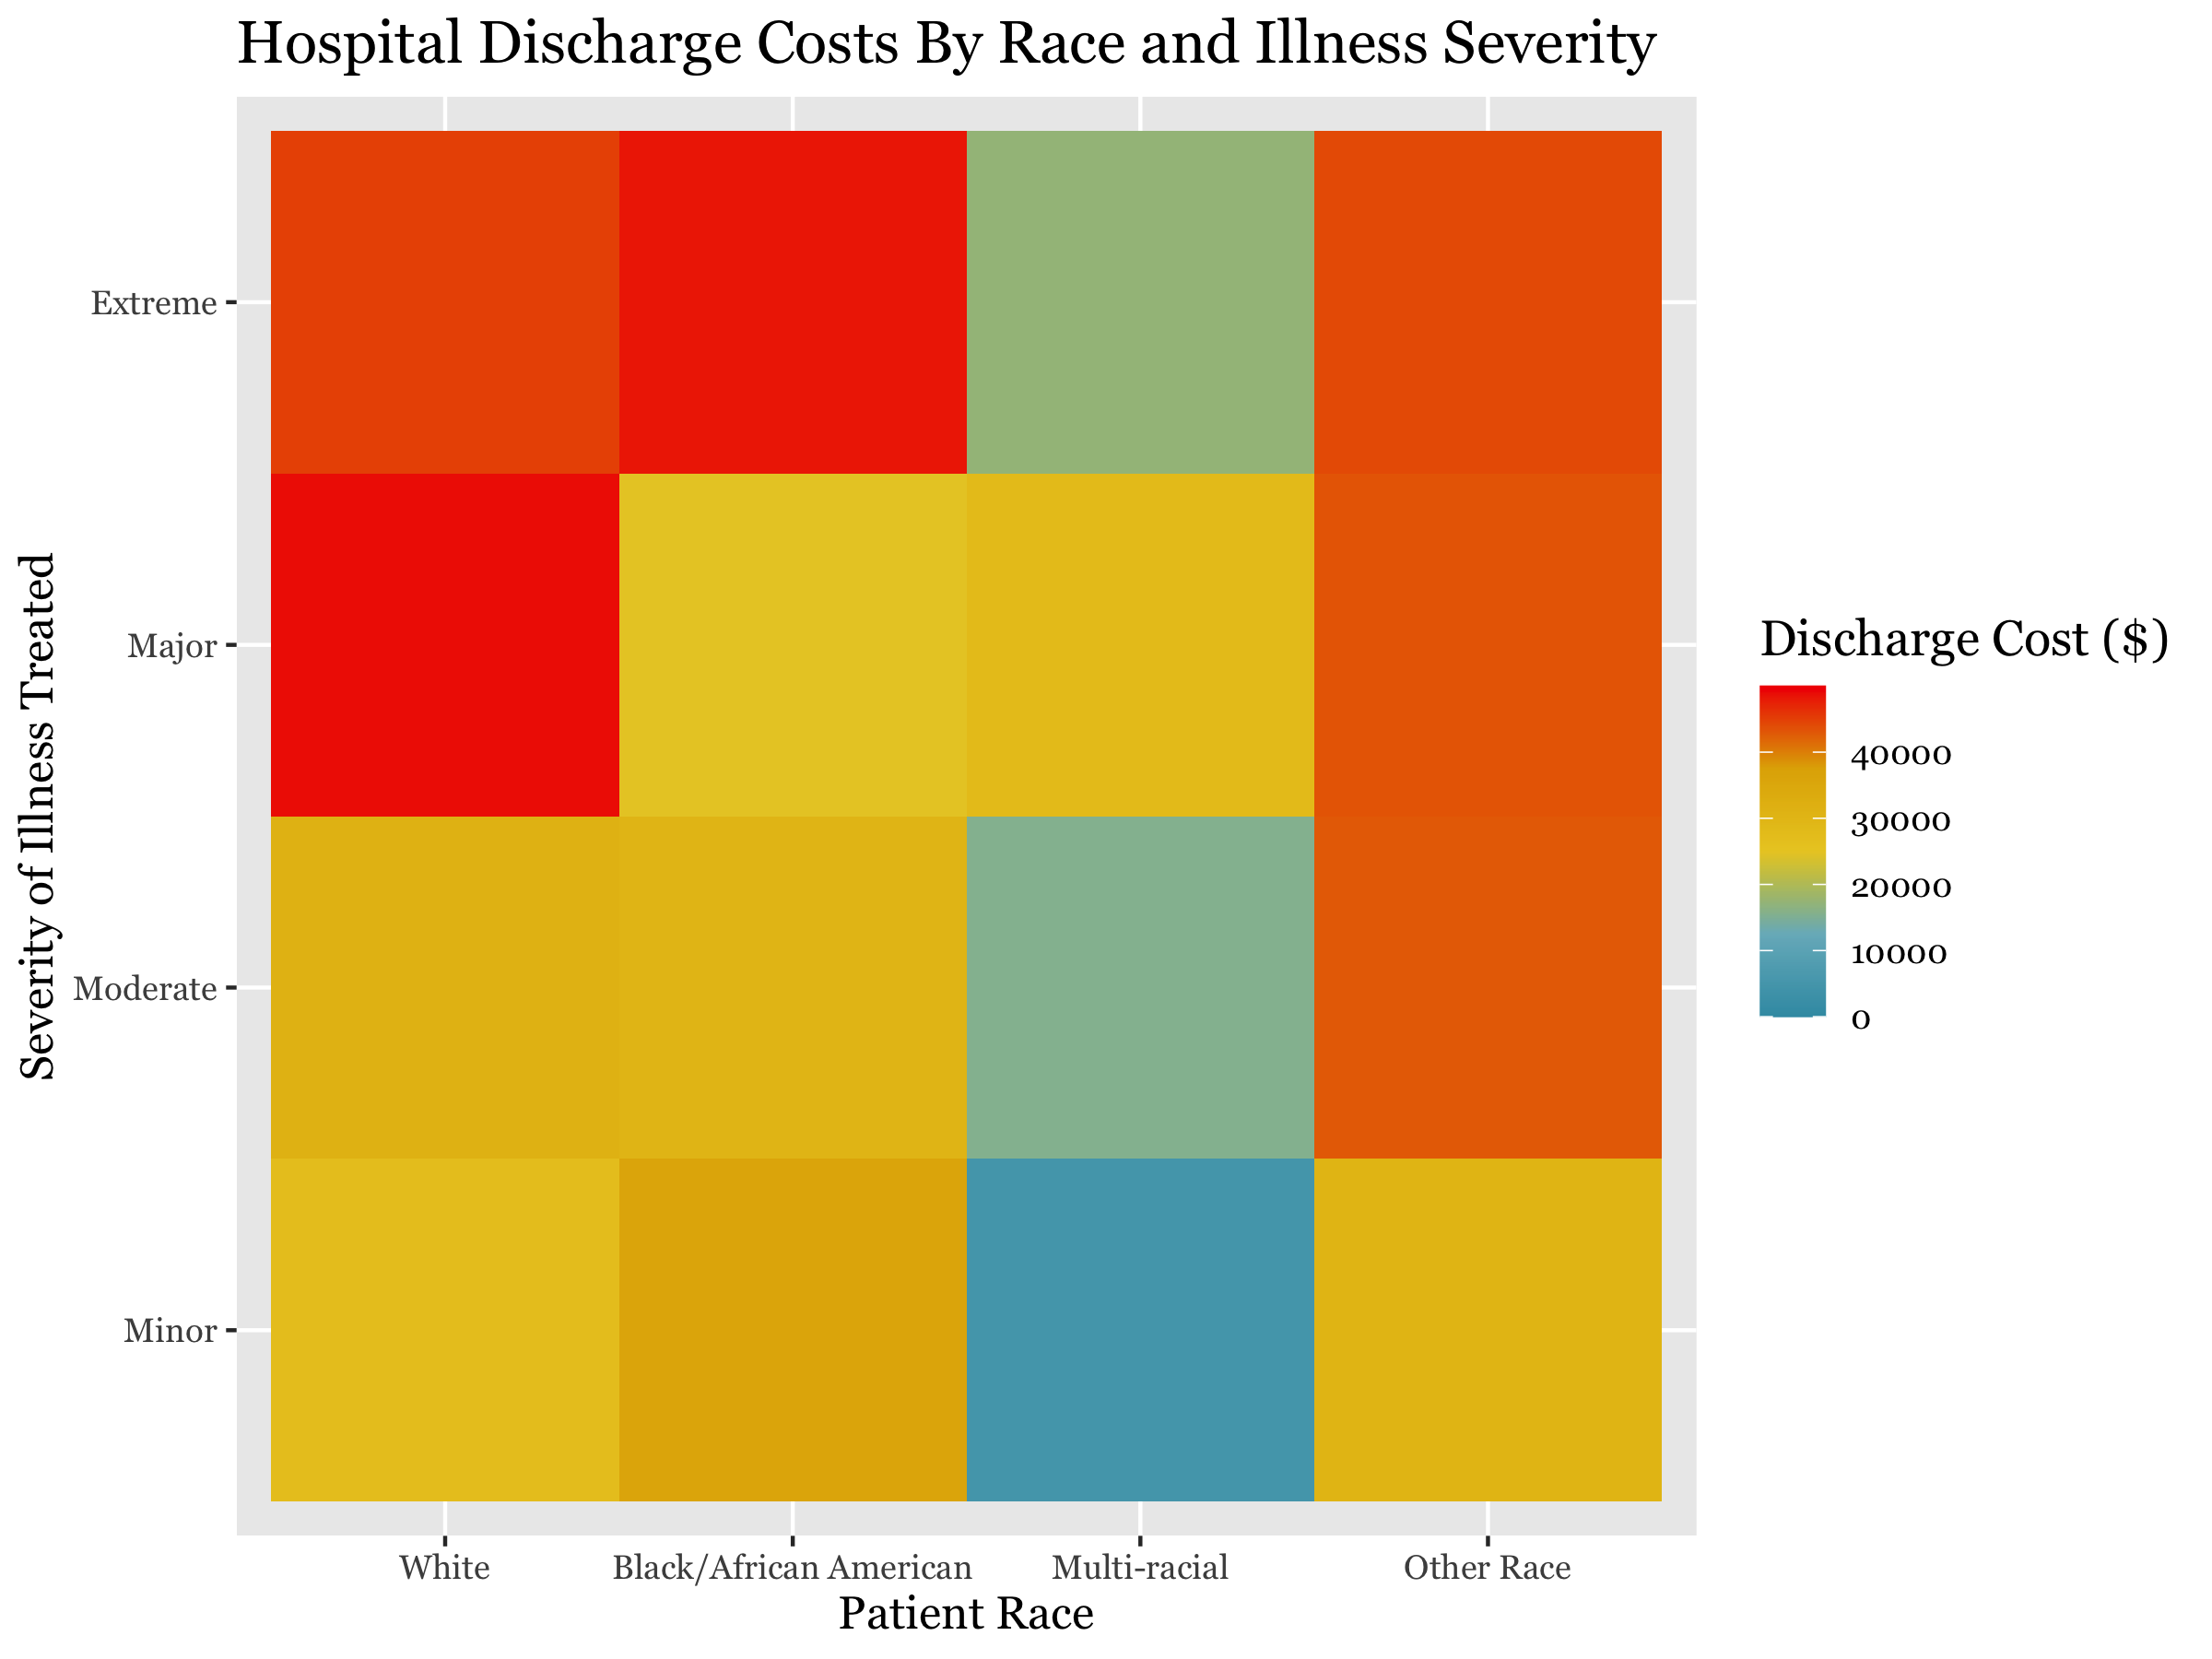 Hospital Discharge Costs By Race and Illness Severity
Severity of Illness Treated
Extreme
Major
Moderate
Minor
White
Black/African American
Multi-racial
Other Race
Patient Race
Discharge Cost ($)
40000
30000
20000
10000
0